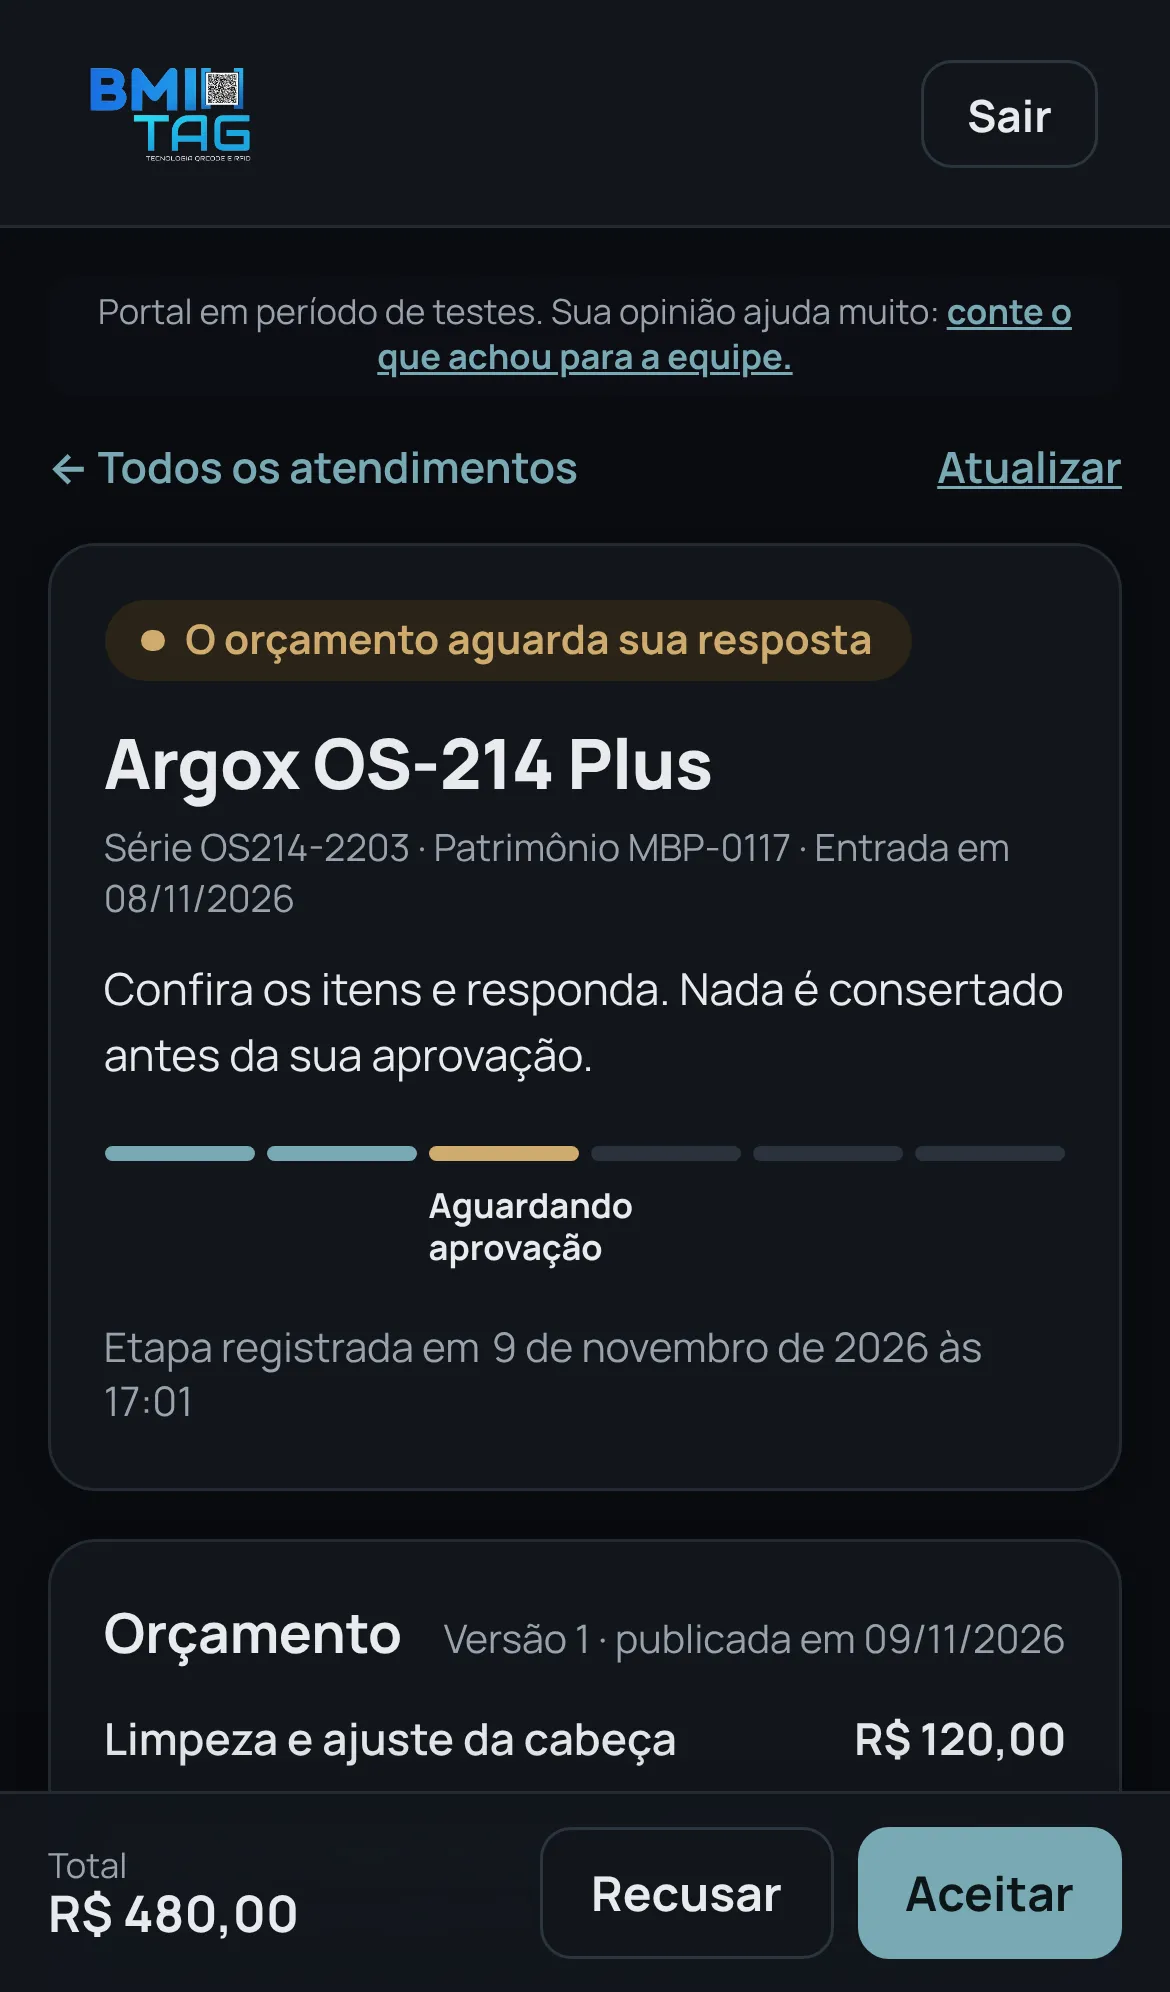 BMIH
TAG
TECNOLOGIA QRCODE E RFID
Sair
Portal em período de testes. Sua opinião ajuda muito: conte o
que achou para a equipe.
← Todos os atendimentos
Atualizar
O orçamento aguarda sua resposta
Argox OS-214 Plus
Série OS214-2203 · Patrimônio MBP-0117 · Entrada em
08/11/2026
Confira os itens e responda. Nada é consertado
antes da sua aprovação.
Aguardando
aprovação
Etapa registrada em 9 de novembro de 2026 às
17:01
Orçamento
Versão 1 · publicada em 09/11/2026
Limpeza e ajuste da cabeça
R$ 120,00
Total
R$ 480,00
Recusar
Aceitar